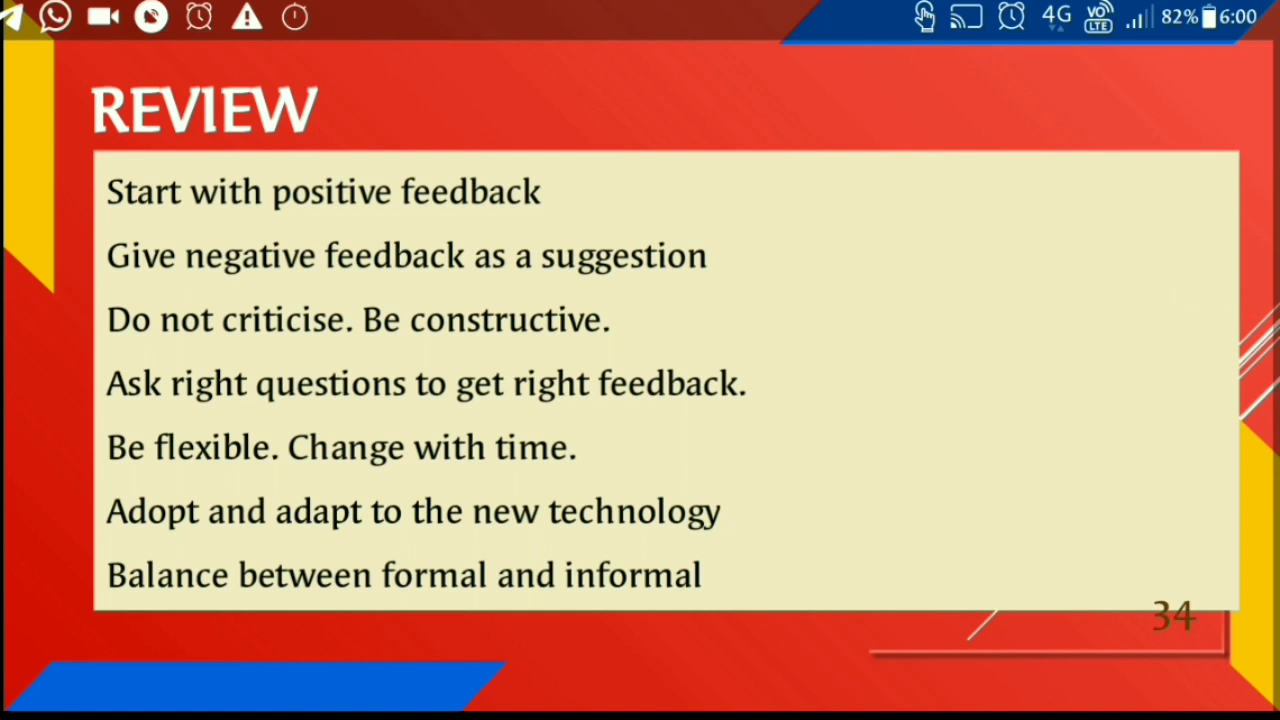 4G VO LTE 82% 6:00
REVIEW
Start with positive feedback
Give negative feedback as a suggestion
Do not criticise. Be constructive.
Ask right questions to get right feedback.
Be flexible. Change with time.
Adopt and adapt to the new technology
Balance between formal and informal
34